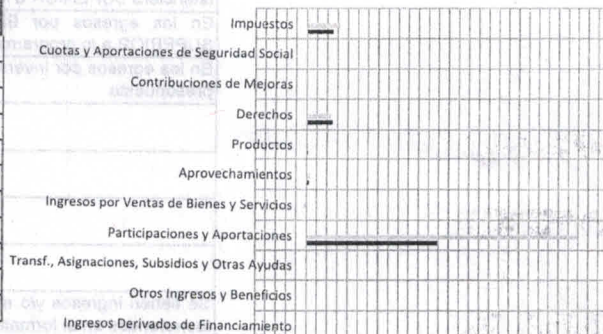 Impuestos
Cuotas y Aportaciones de Seguridad Social
Contribuciones de Mejoras
Derechos
Productos
Aprovechamientos
Ingresos por Ventas de Bienes y Servicios
Participaciones y Aportaciones
Transf., Asignaciones, Subsidios y Otras Ayudas
Otros Ingresos y Beneficios
Ingresos Derivados de Financiamiento